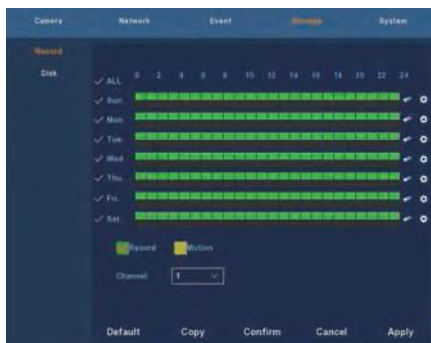 Camera Network Event Storage System
Record
Disk
ALL 0 2 4 6 8 10 12 14 16 18 20 22 24
Sun.
Mon.
Tue.
Wed
Thu.
Fri.
Sat.
Record Motion
Channel 1
Default Copy Confirm Cancel Apply